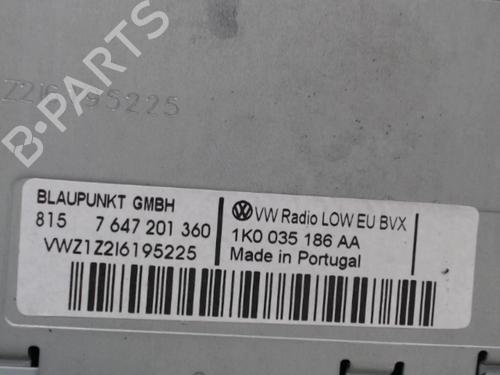 Z2I6195225
BLAUPUNKT GMBH
815 7 647 201 360
VWZ1Z2I6195225
VW Radio LOW EU BVX
1K0 035 186 AA
Made in Portugal